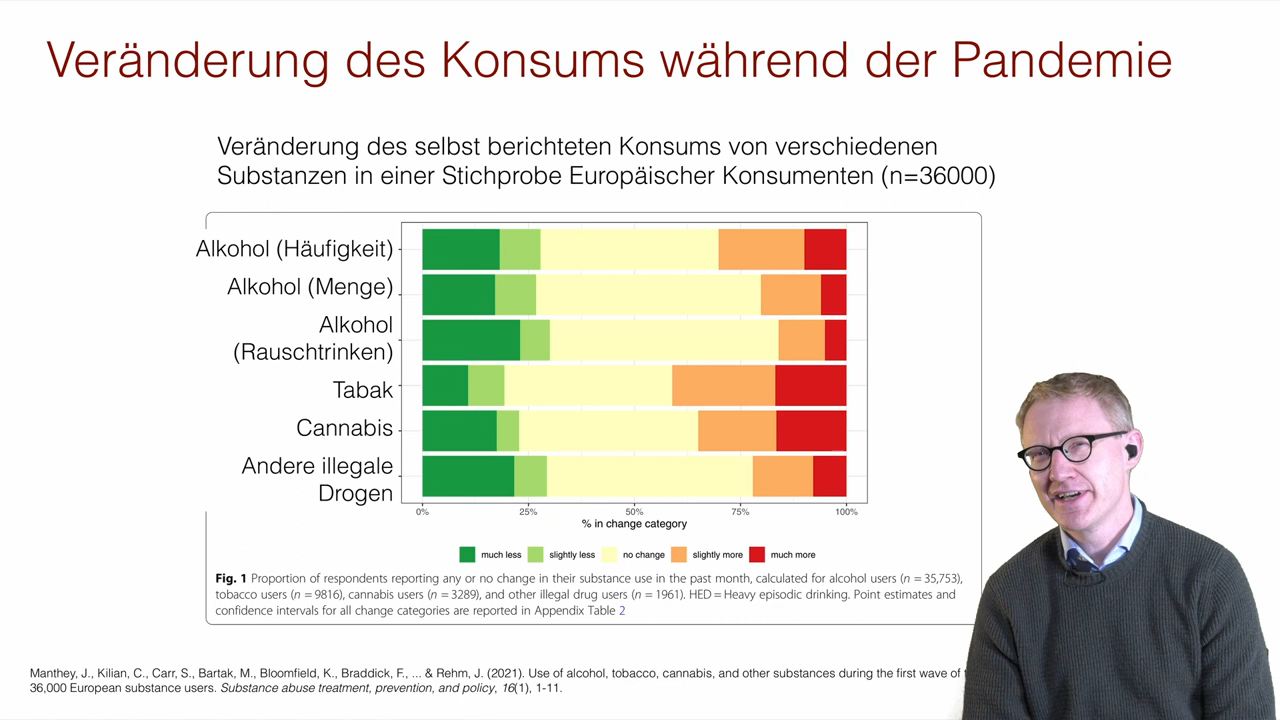 Veränderung des Konsums während der Pandemie
Veränderung des selbst berichteten Konsums von verschiedenen
Substanzen in einer Stichprobe Europäischer Konsumenten (n=36000)
Alkohol (Häufigkeit)
Alkohol (Menge)
Alkohol
(Rauschtrinken)
Tabak
Cannabis
Andere illegale
Drogen
0% 25% 50% 75% 100%
% in change category
much less slightly less no change slightly more much more
Fig. 1 Proportion of respondents reporting any or no change in their substance use in the past month, calculated for alcohol users (n = 35,753),
tobacco users (n = 9816), cannabis users (n = 3289), and other illegal drug users (n = 1961). HED = Heavy episodic drinking. Point estimates and
confidence intervals for all change categories are reported in Appendix Table 2
Manthey, J., Kilian, C., Carr, S., Bartak, M., Bloomfield, K., Braddick, F., ... & Rehm, J. (2021). Use of alcohol, tobacco, cannabis, and other substances during the first wave of
36,000 European substance users. Substance abuse treatment, prevention, and policy, 16(1), 1-11.